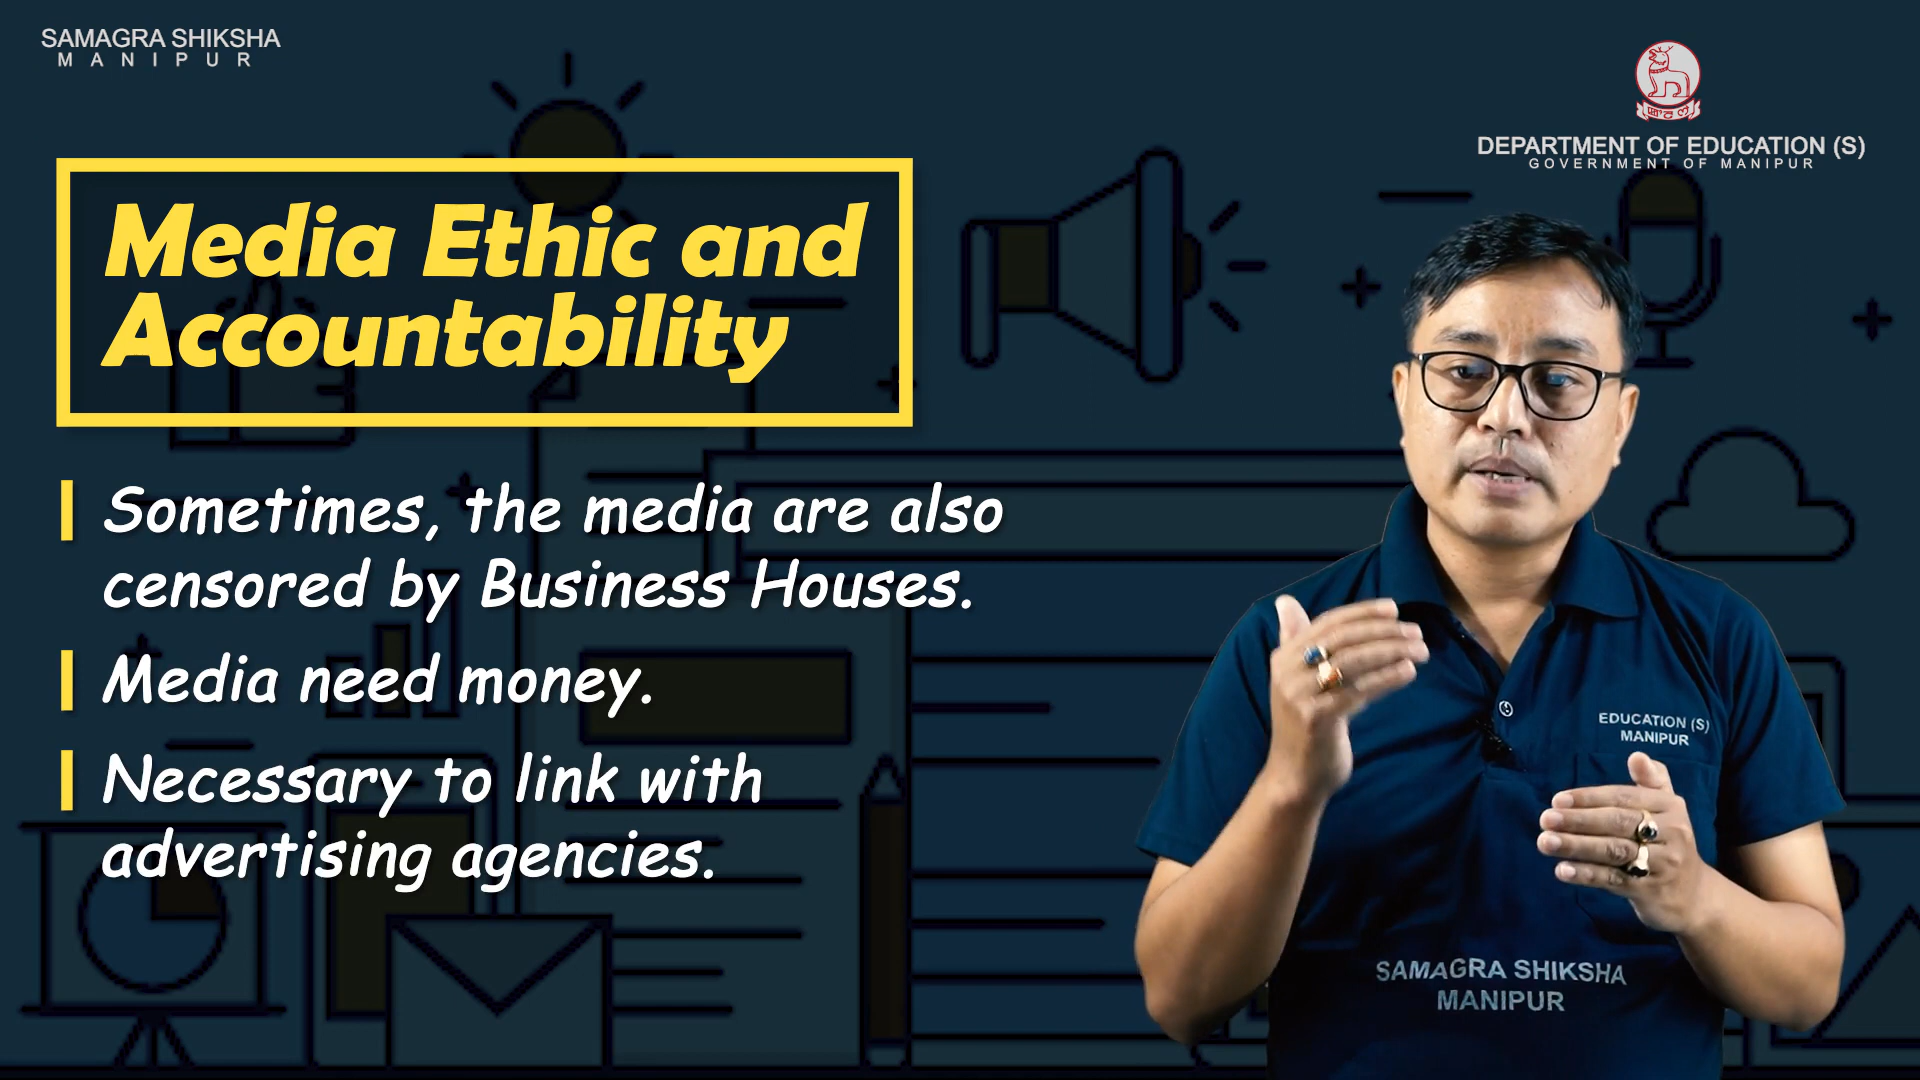 SAMAGRA SHIKSHA
MANIPUR
DEPARTMENT OF EDUCATION (S)
GOVERNMENT OF MANIPUR
Media Ethic and
Accountability
Sometimes, the media are also
censored by Business Houses.
Media need money.
Necessary to link with
advertising agencies.
EDUCATION (S)
MANIPUR
SAMAGRA SHIKSHA
MANIPUR